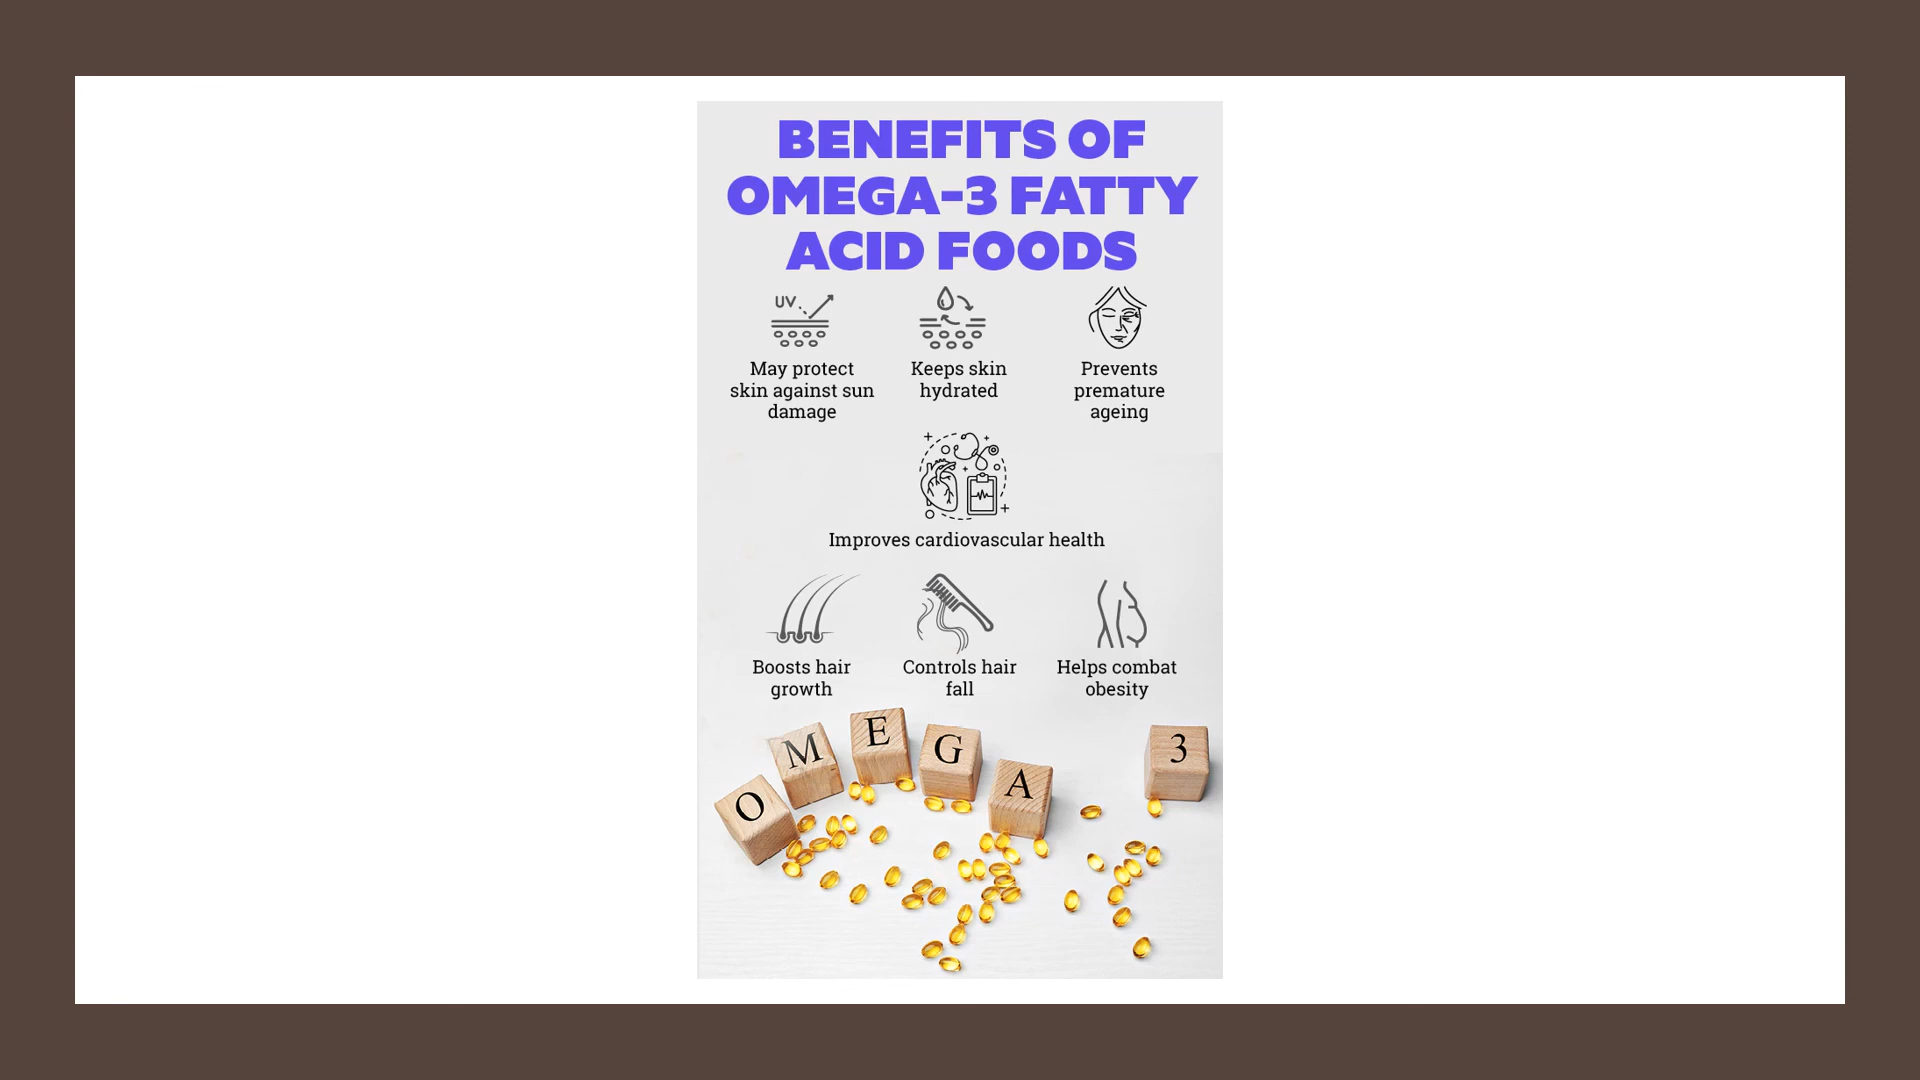 BENEFITS OF
OMEGA-3 FATTY
ACID FOODS
UV
May protect
skin against sun
damage
Keeps skin
hydrated
Prevents
premature
ageing
Improves cardiovascular health
Boosts hair
growth
Controls hair
fall
Helps combat
obesity
OMEGA 3